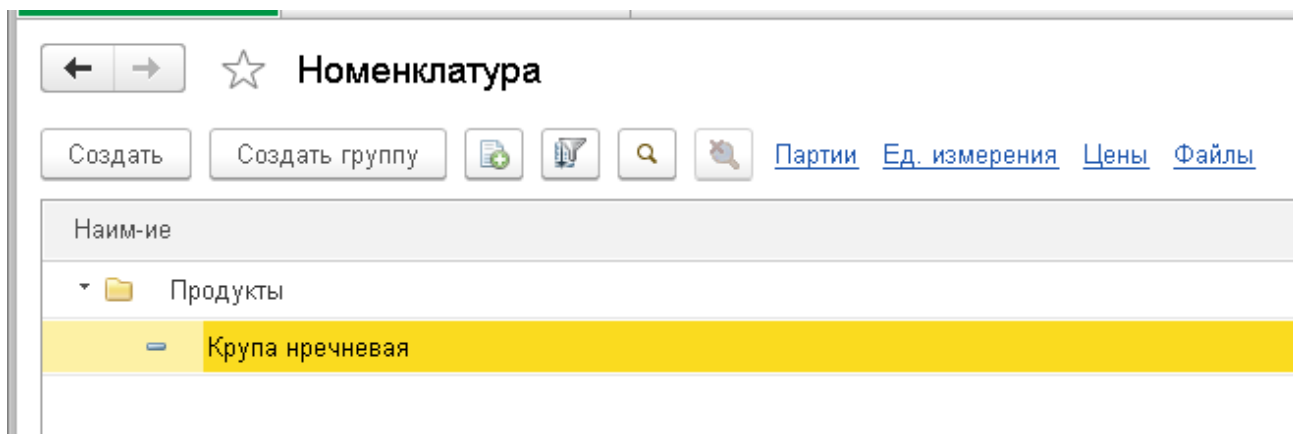 Номенклатура
Создать Создать группу Партии Ед. измерения Цены Файлы
Наим-ие
Продукты
Крупа нречневая